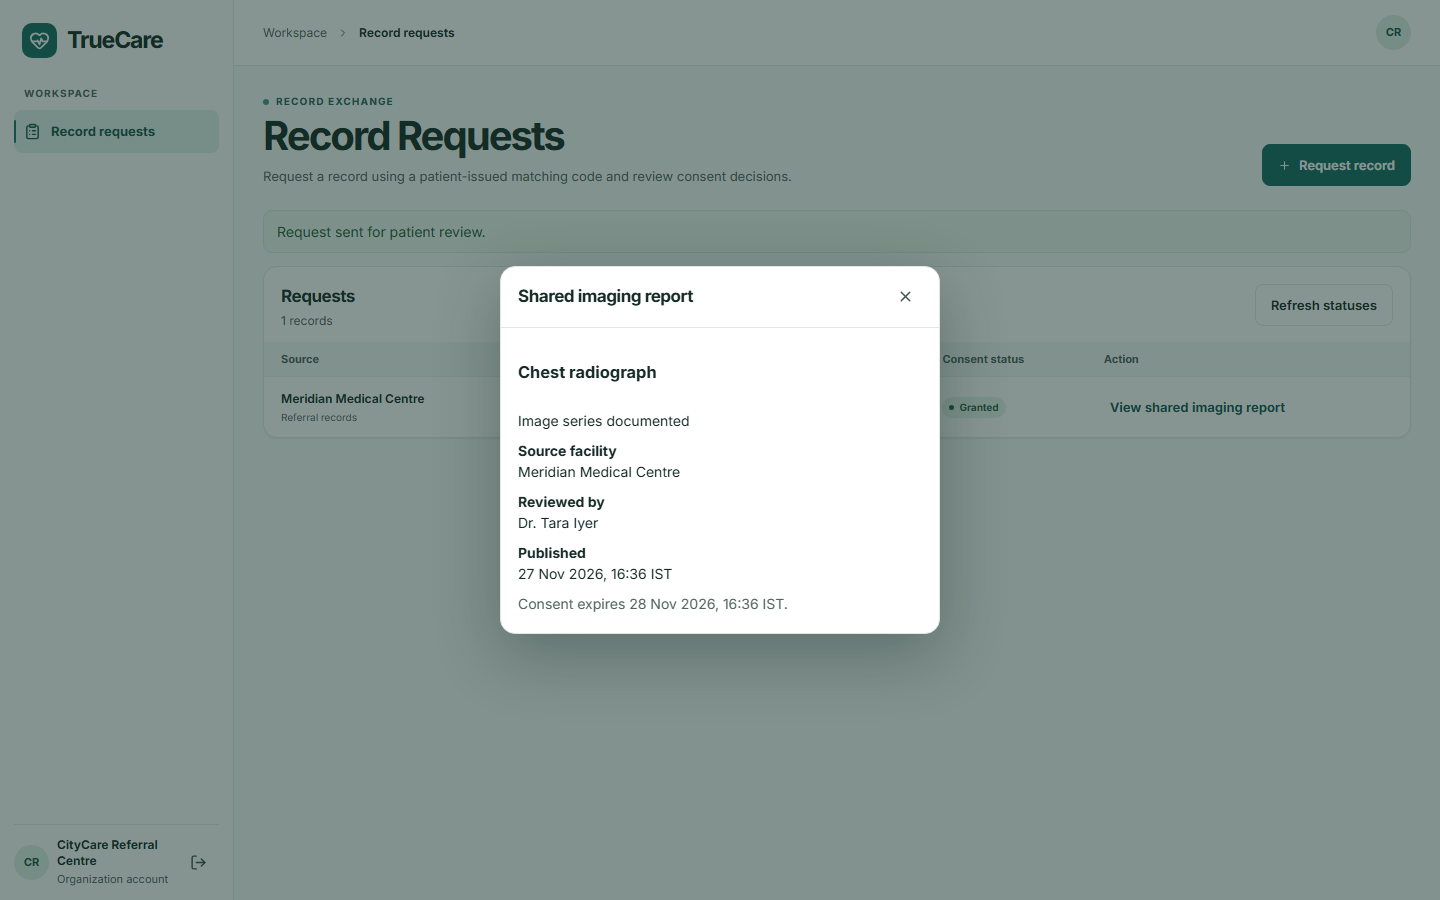 TrueCare
WORKSPACE
Record requests
CityCare Referral
Centre
CR
Organization account
Workspace
Record requests
CR
RECORD EXCHANGE
Record Requests
Request a record using a patient-issued matching code and review consent decisions.
Request record
Request sent for patient review.
Requests
1 records
Refresh statuses
Source
Consent status
Action
Meridian Medical Centre
Referral records
Granted
View shared imaging report
Shared imaging report
Chest radiograph
Image series documented
Source facility
Meridian Medical Centre
Reviewed by
Dr. Tara Iyer
Published
27 Nov 2026, 16:36 IST
Consent expires 28 Nov 2026, 16:36 IST.